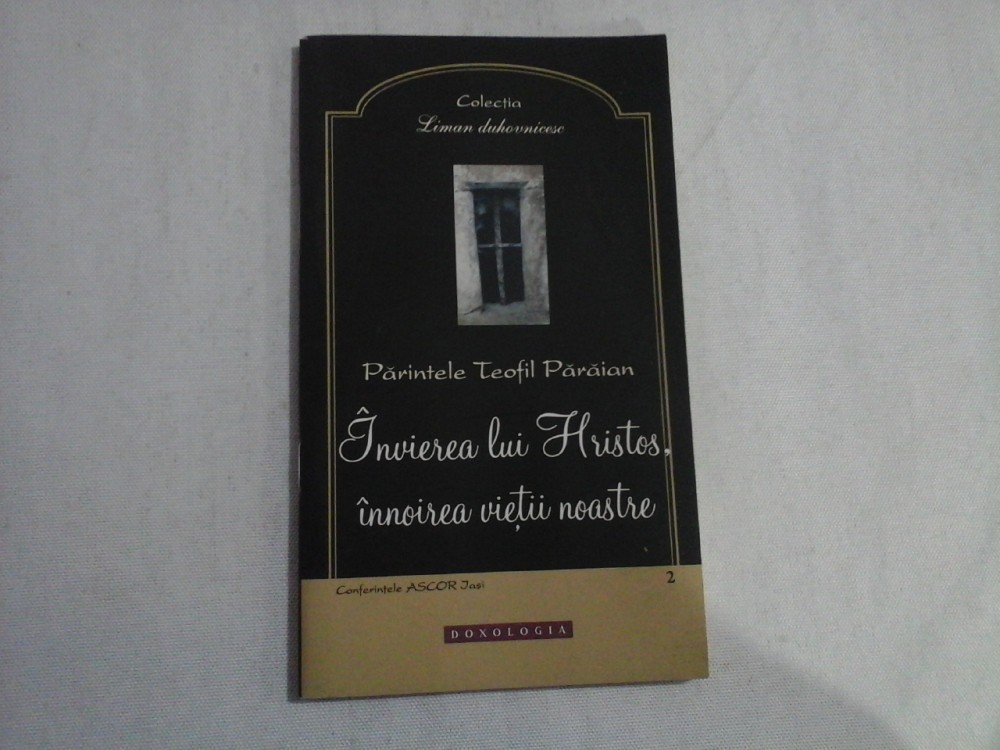 Colecția
Liman duhovnicesc
Părintele Teofil Părăian
Învierea lui Hristos,
înnoirea vieții noastre
2
Conferințele ASCOR Iași
DOXOLOGIA